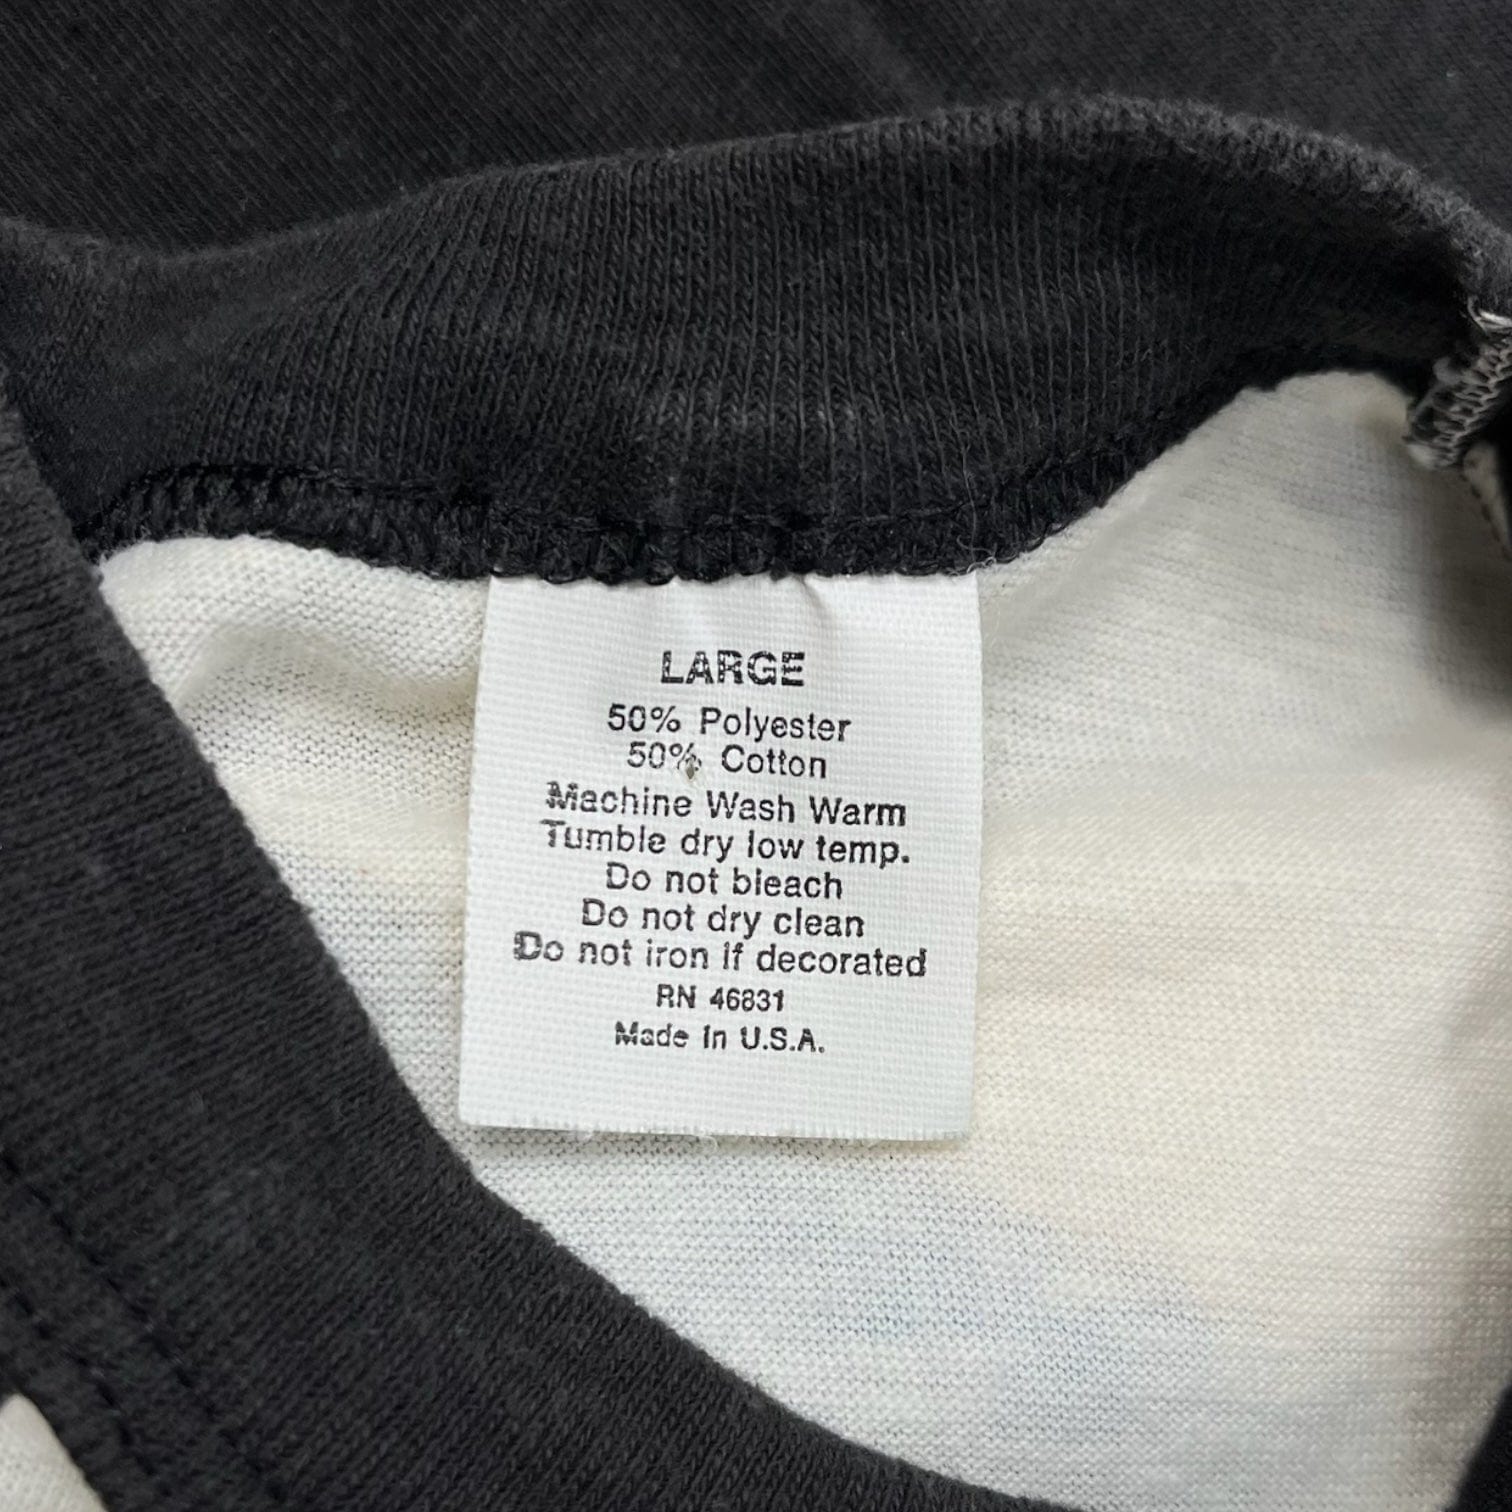 LARGE
50% Polyester
50% Cotton
Machine Wash Warm
Tumble dry low temp.
Do not bleach
Do not dry clean
Do not iron if decorated
RN 46831
Made in U.S.A.